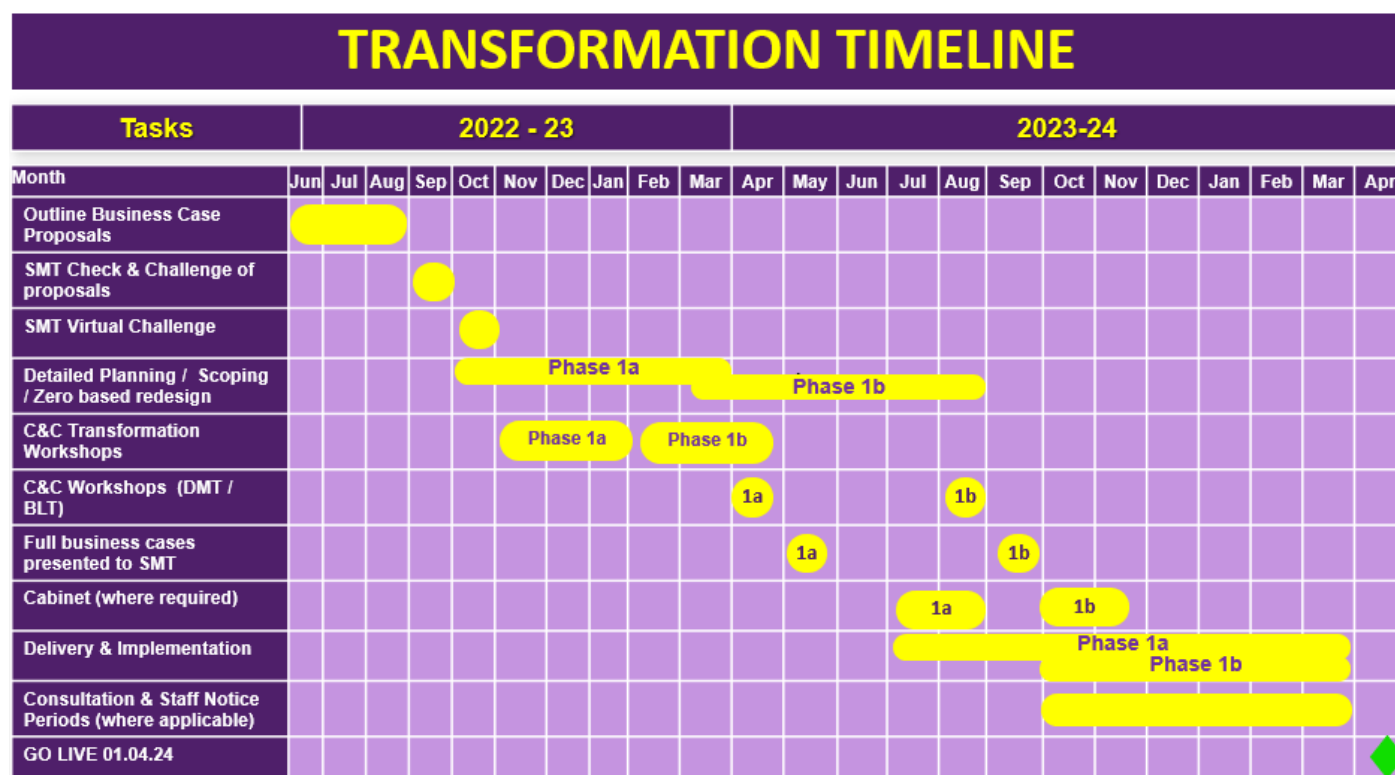 TRANSFORMATION TIMELINE
Tasks 2022 - 23 2023-24
Month Jun Jul Aug Sep Oct Nov Dec Jan Feb Mar Apr May Jun Jul Aug Sep Oct Nov Dec Jan Feb Mar Apr
Outline Business Case
Proposals
SMT Check & Challenge of
proposals
SMT Virtual Challenge
Detailed Planning / Scoping
/ Zero based redesign
Phase 1a
Phase 1b
C&C Transformation
Workshops
Phase 1a Phase 1b
C&C Workshops (DMT /
BLT)
1a 1b
Full business cases
presented to SMT
1a 1b
Cabinet (where required)
1a 1b
Delivery & Implementation
Phase 1a
Phase 1b
Consultation & Staff Notice
Periods (where applicable)
GO LIVE 01.04.24